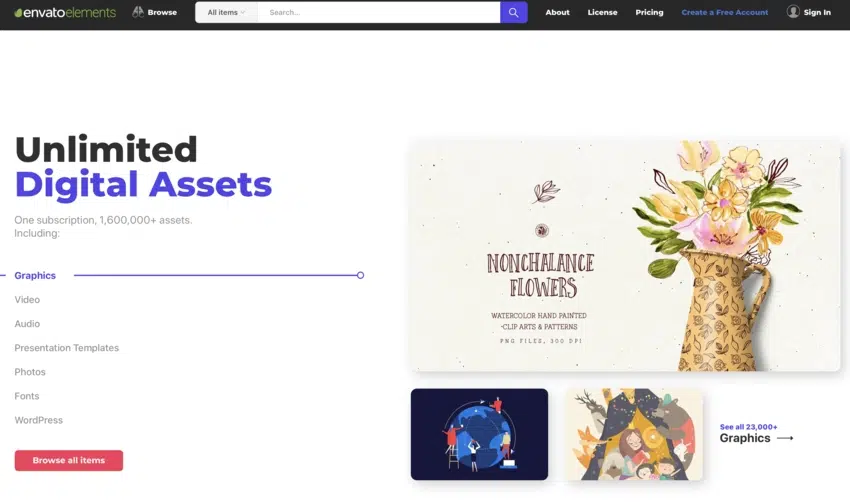 envatoelements
Browse
All items
Search...
About
License
Pricing
Create a Free Account
Sign In
Unlimited
Digital Assets
One subscription, 1,600,000+ assets.
Including:
Graphics
Video
Audio
Presentation Templates
Photos
Fonts
WordPress
Browse all items
NONCHALANCE
FLOWERS
WATERCOLOR HAND PAINTED
CLIP ARTS & PATTERNS
PNG FILES, 300 DPI
See all 23,000+
Graphics